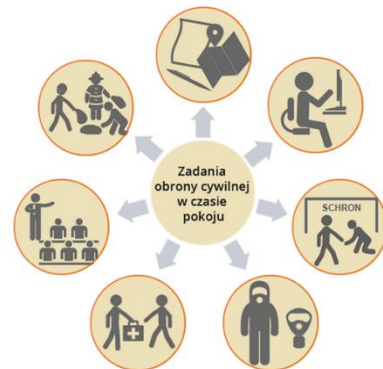 SCHRON
Zadania
obrony cywilnej
w czasie
pokoju